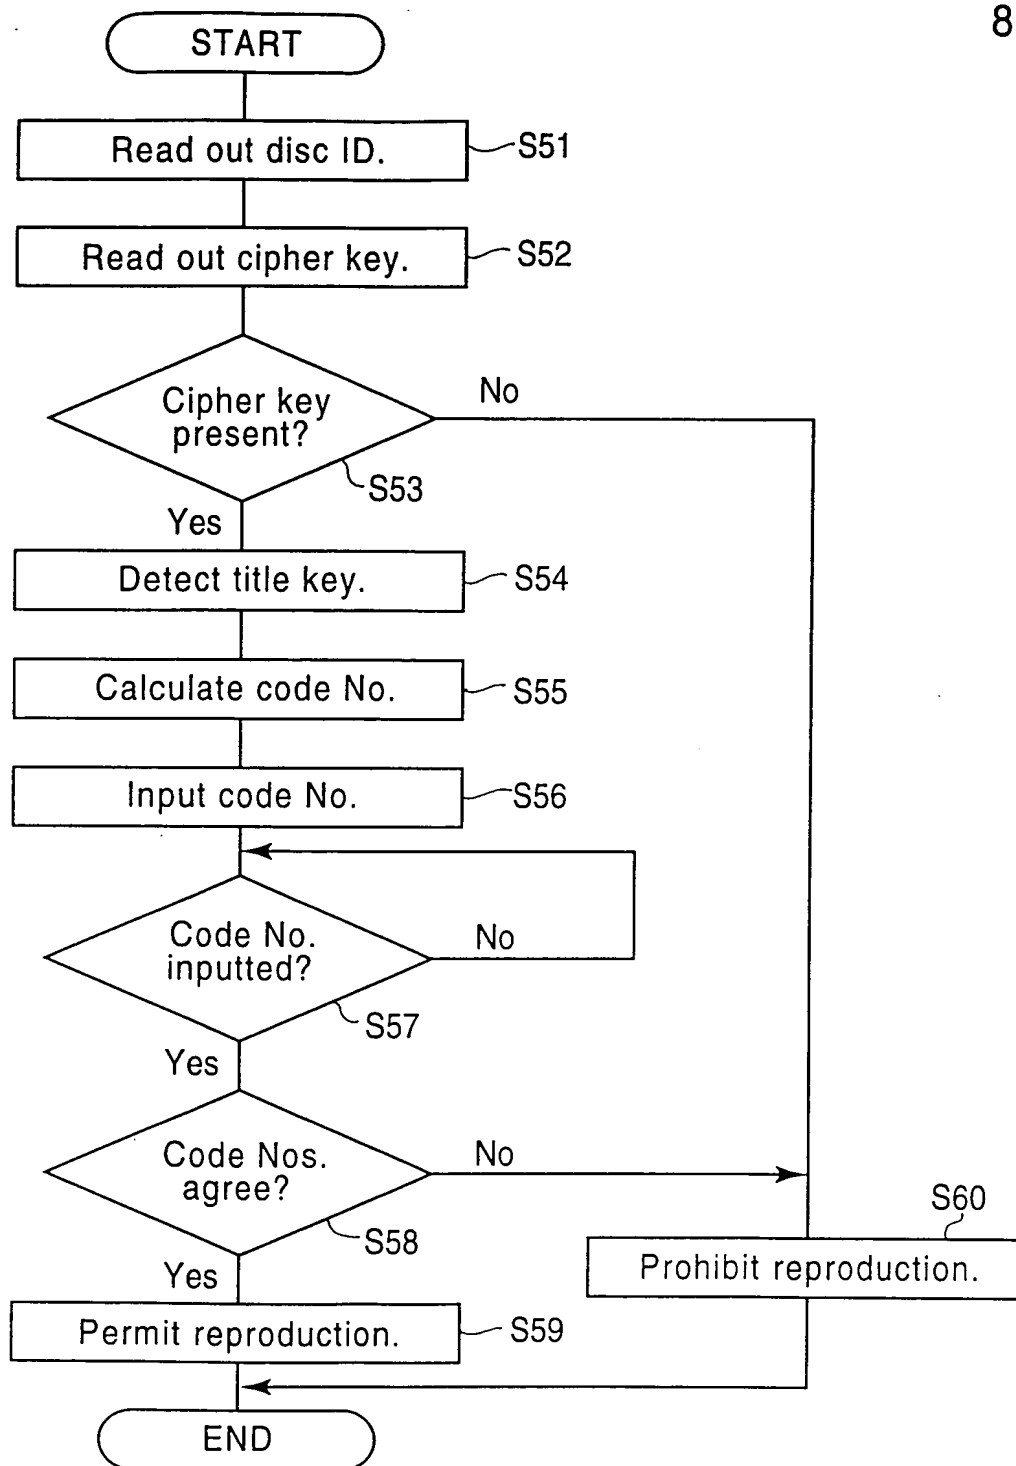 8
START
Read out disc ID.
S51
Read out cipher key.
S52
Cipher key
present?
No
S53
Yes
Detect title key.
S54
Calculate code No.
S55
Input code No.
S56
Code No.
inputted?
No
S57
Yes
Code Nos.
agree?
No
S58
S60
Yes
Prohibit reproduction.
Permit reproduction.
S59
END